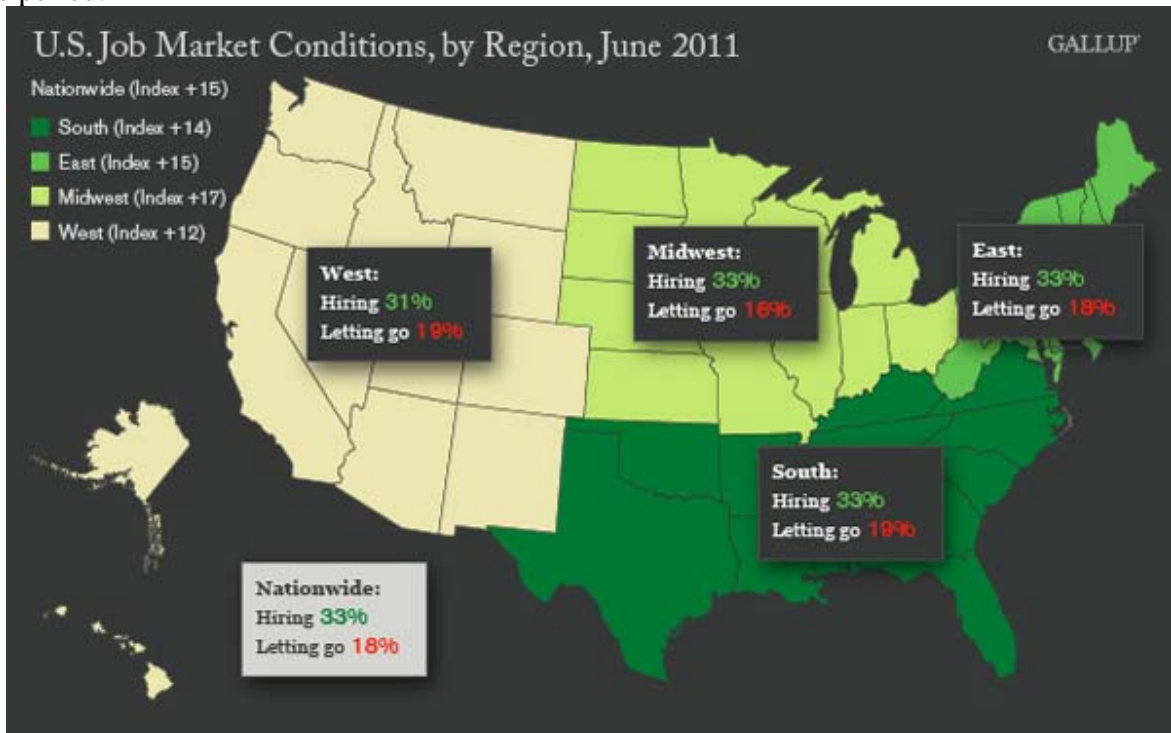 U.S. Job Market Conditions, by Region, June 2011
GALLUP
Nationwide (Index +15)
South (Index +14)
East (Index +15)
Midwest (Index +17)
West (Index +12)
West:
Hiring 31%
Letting go 19%
Midwest:
Hiring 33%
Letting go 16%
East:
Hiring 33%
Letting go 18%
South:
Hiring 33%
Letting go 19%
Nationwide:
Hiring 33%
Letting go 18%